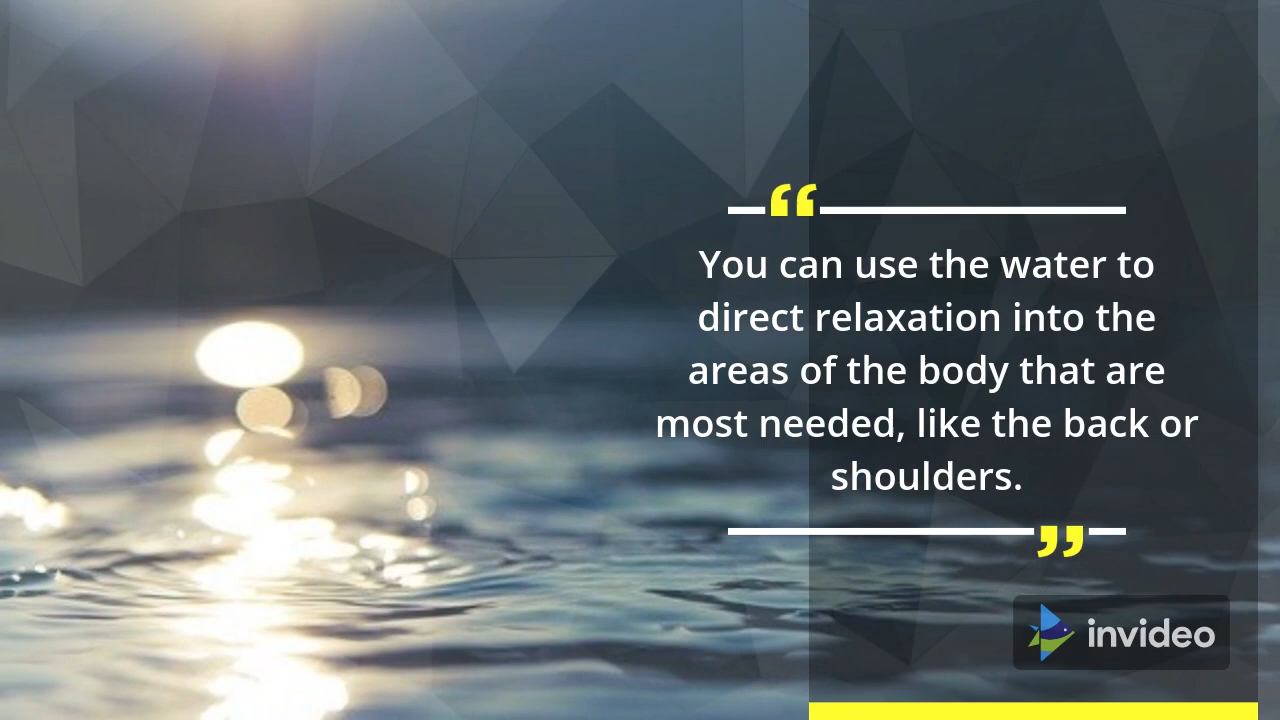 “
You can use the water to
direct relaxation into the
areas of the body that are
most needed, like the back or
shoulders.
”
invideo